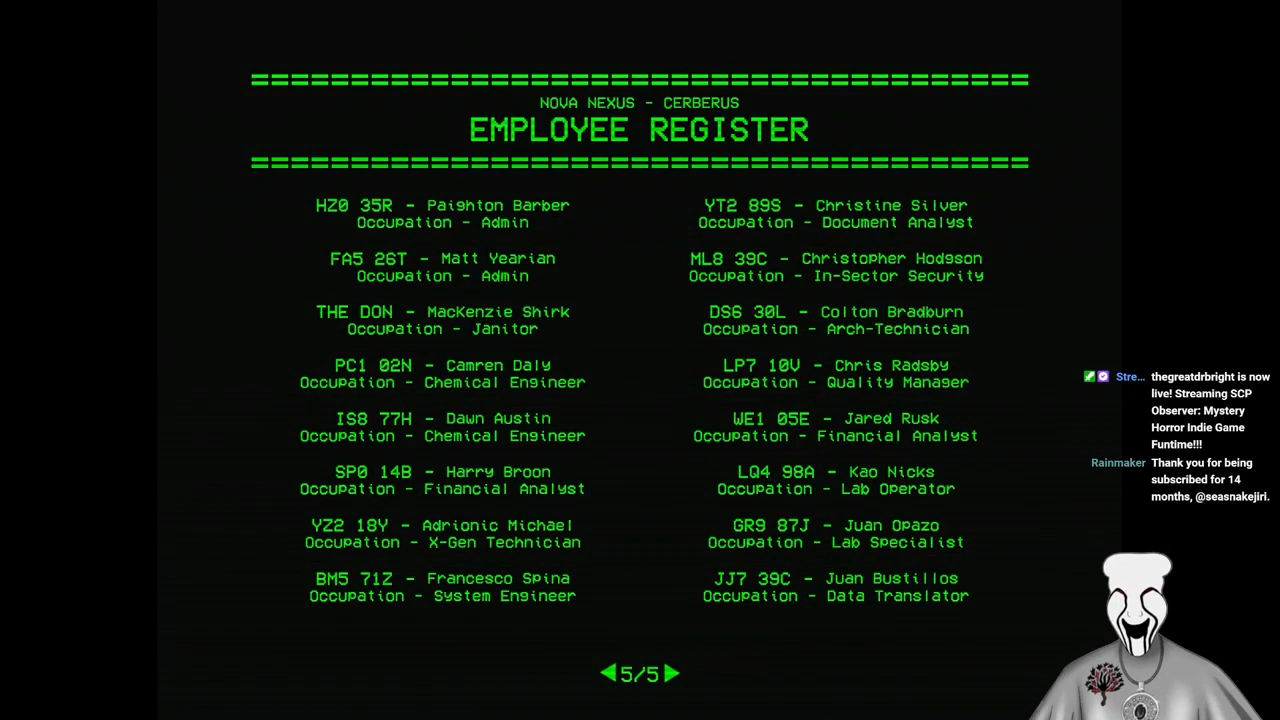 ========================================
NOVA NEXUS - CERBERUS
EMPLOYEE REGISTER
========================================
HZ0 35R - Paighton Barber
Occupation - Admin
FA5 26T - Matt Yearian
Occupation - Admin
THE DON - MacKenzie Shirk
Occupation - Janitor
PC1 02N - Camren Daly
Occupation - Chemical Engineer
IS8 77H - Dawn Austin
Occupation - Chemical Engineer
SP0 14B - Harry Broon
Occupation - Financial Analyst
YZ2 18Y - Adrionic Michael
Occupation - X-Gen Technician
BM5 71Z - Francesco Spina
Occupation - System Engineer
YT2 89S - Christine Silver
Occupation - Document Analyst
ML8 39C - Christopher Hodgson
Occupation - In-Sector Security
DS6 30L - Colton Bradburn
Occupation - Arch-Technician
LP7 10V - Chris Radsby
Occupation - Quality Manager
WE1 05E - Jared Rusk
Occupation - Financial Analyst
LQ4 98A - Kao Nicks
Occupation - Lab Operator
GR9 87J - Juan Opazo
Occupation - Lab Specialist
JJ7 39C - Juan Bustillos
Occupation - Data Translator
5/5
Stre... thegreatdrbright is now
live! Streaming SCP
Observer: Mystery
Horror Indie Game
Funtime!!!
Rainmaker Thank you for being
subscribed for 14
months, @seasnakejiri.